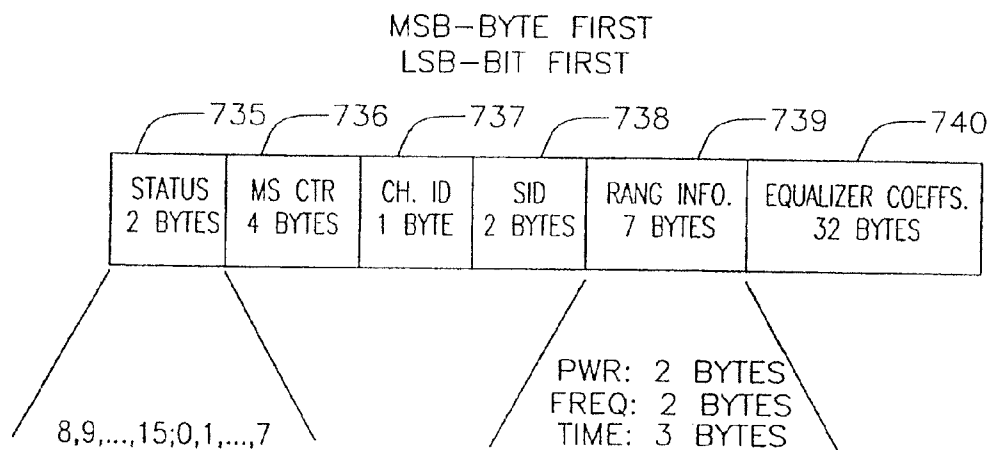 MSB-BYTE FIRST
LSB-BIT FIRST
735 736 737 738 739 740
STATUS MS CTR CH. ID SID RANG INFO. EQUALIZER COEFFS.
2 BYTES 4 BYTES 1 BYTE 2 BYTES 7 BYTES 32 BYTES
PWR: 2 BYTES
FREQ: 2 BYTES
8,9,...,15;0,1,...,7 TIME: 3 BYTES